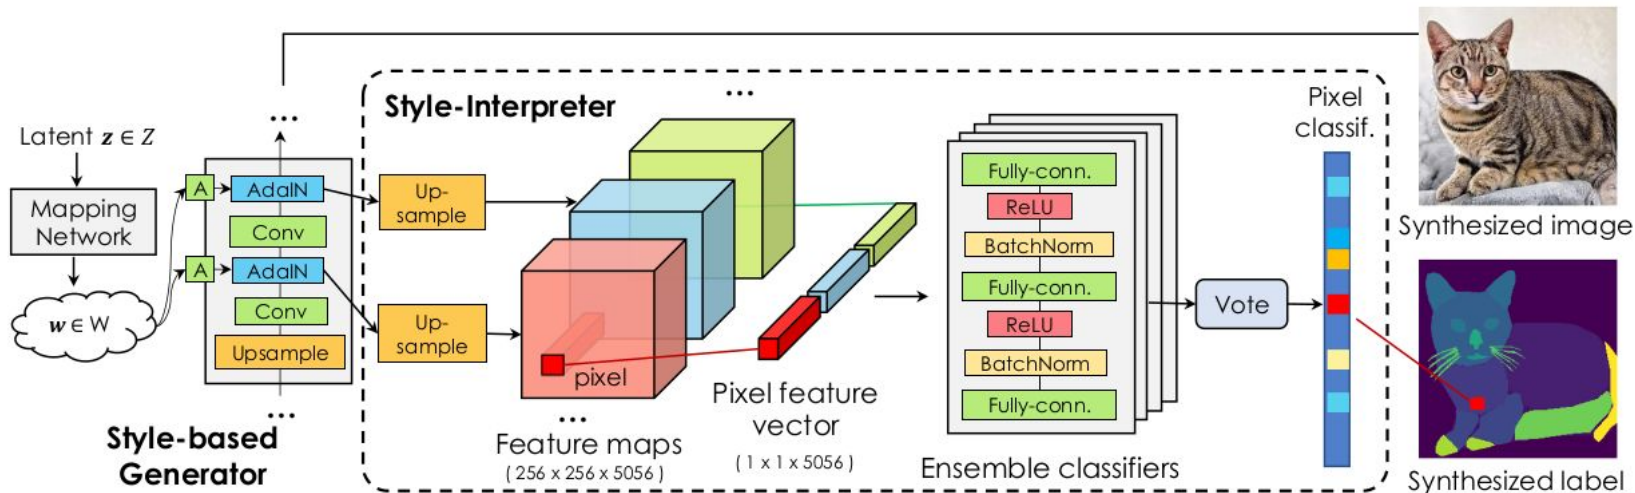 Latent z ∈ Z
Mapping
Network
w ∈ W
...
A
AdaIN
Conv
A
AdaIN
Conv
Upsample
...
Style-based
Generator
Style-Interpreter
Up-
sample
Up-
sample
...
pixel
...
Feature maps
( 256 x 256 x 5056 )
Pixel feature
vector
( 1 x 1 x 5056 )
Fully-conn.
ReLU
BatchNorm
Fully-conn.
ReLU
BatchNorm
Fully-conn.
Ensemble classifiers
Vote
Pixel
classif.
Synthesized image
Synthesized label